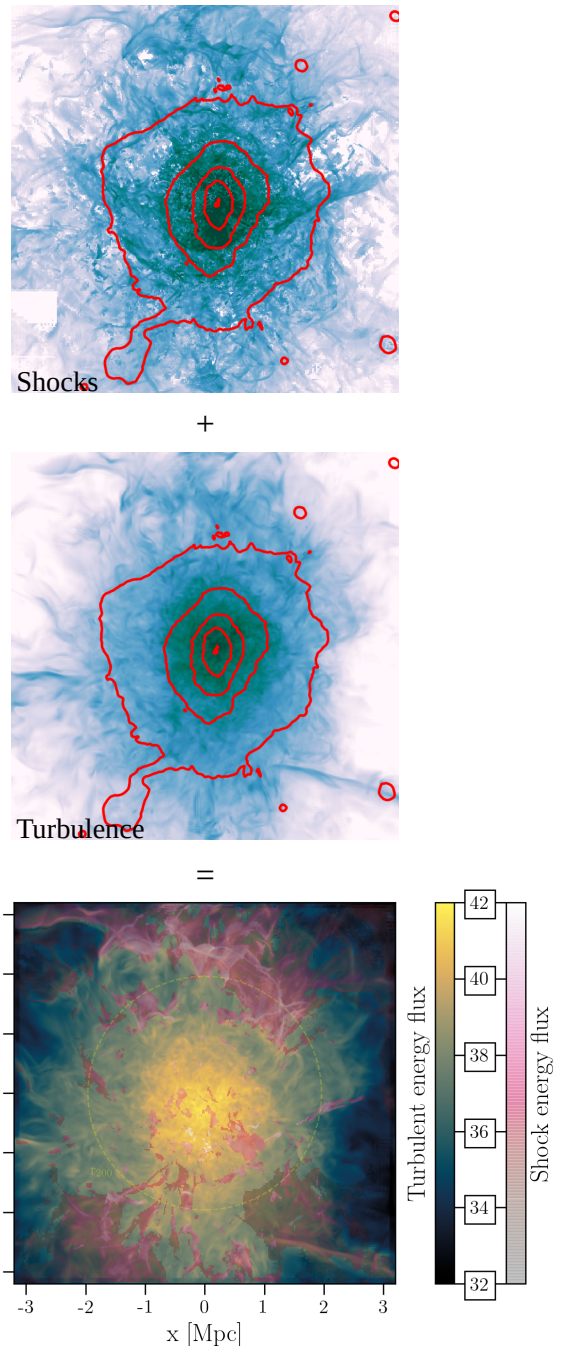 Shocks
+
Turbulence
=
42
40
38
36
34
32
Turbulent energy flux
Shock energy flux
-3 -2 -1 0 1 2 3
x [Mpc]